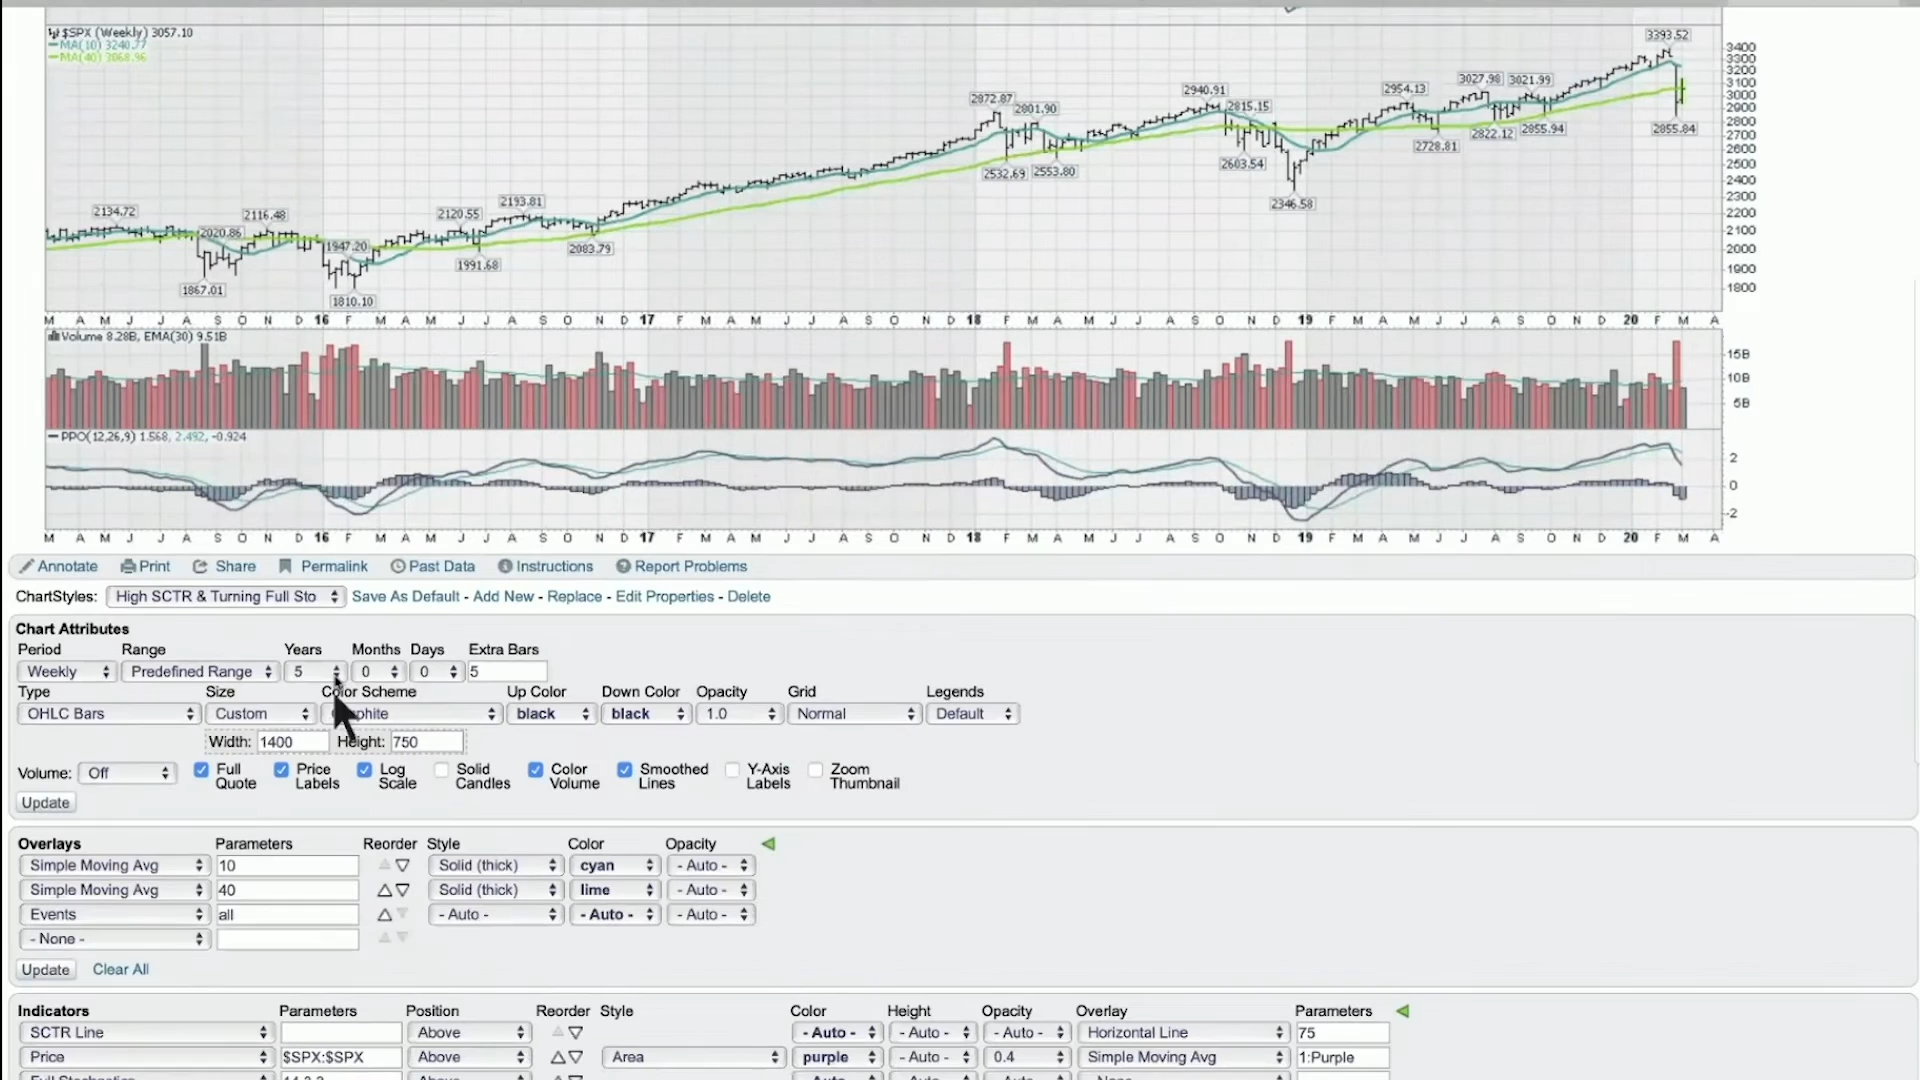 $SPX (Weekly) 3057.10
MA(10) 3240.77
MA(40) 3068.96
3393.52
2872.87
2801.90
2940.91
2815.15
2954.13
3027.98
3021.99
2532.69
2553.80
2603.54
2346.58
2728.81
2822.12
2855.94
2855.84
2134.72
2020.86
2116.48
1947.20
2120.55
2193.81
1867.01
1810.10
1991.68
2083.79
3400
3300
3200
3100
3000
2900
2800
2700
2600
2500
2400
2300
2200
2100
2000
1900
1800
M A M J J A S O N D 16 F M A M J J A S O N D 17 F M A M J J A S O N D 18 F M A M J J A S O N D 19 F M A M J J A S O N D 20 F M A
Volume 8.28B, EMA(30) 9.51B
15B
10B
5B
PPO(12,26,9) 1.568, 2.492, -0.924
2
0
-2
M A M J J A S O N D 16 F M A M J J A S O N D 17 F M A M J J A S O N D 18 F M A M J J A S O N D 19 F M A M J J A S O N D 20 F M A
Annotate Print Share Permalink Past Data Instructions Report Problems
ChartStyles: High SCTR & Turning Full Sto Save As Default - Add New - Replace - Edit Properties - Delete
Chart Attributes
Period Range Years Months Days Extra Bars
Weekly Predefined Range 5 0 0 5
Type Size Color Scheme Up Color Down Color Opacity Grid Legends
OHLC Bars Custom black black 1.0 Normal Default
Width: 1400 Height: 750
Volume: Off Full Quote Price Labels Log Scale Solid Candles Color Volume Smoothed Lines Y-Axis Labels Zoom Thumbnail
Update
Overlays Parameters Reorder Style Color Opacity
Simple Moving Avg 10 Solid (thick) cyan - Auto -
Simple Moving Avg 40 Solid (thick) lime - Auto -
Events all - Auto - - Auto - - Auto -
- None -
Update Clear All
Indicators Parameters Position Reorder Style Color Height Opacity Overlay Parameters
SCTR Line Above - Auto - - Auto - - Auto - Horizontal Line 75
Price $SPX:$SPX Above Area purple - Auto - 0.4 Simple Moving Avg 1:Purple